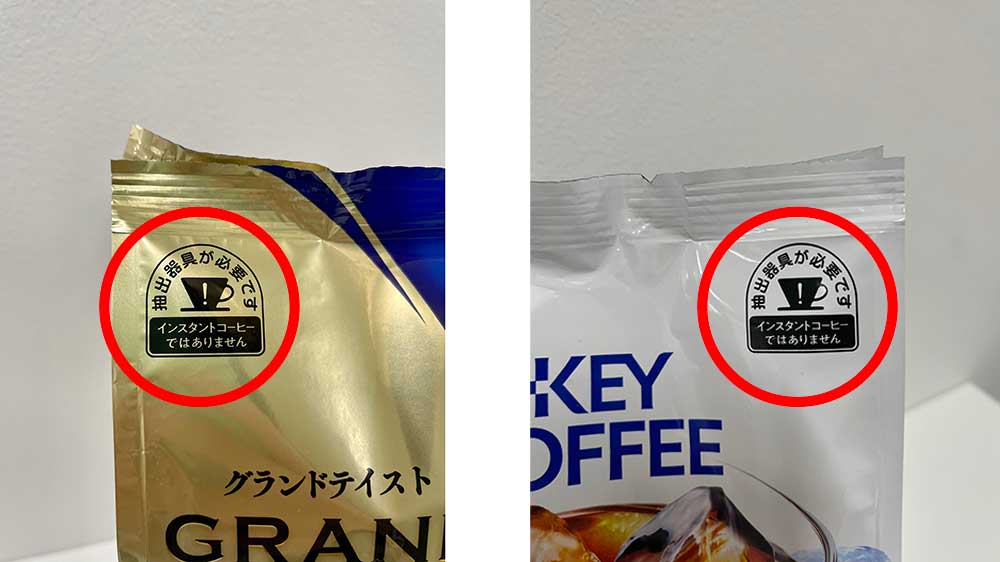 抽出器具が必要です
インスタントコーヒー
ではありません
グランドテイスト
GRAN
抽出器具が必要です
インスタントコーヒー
ではありません
KEY
OFFEE